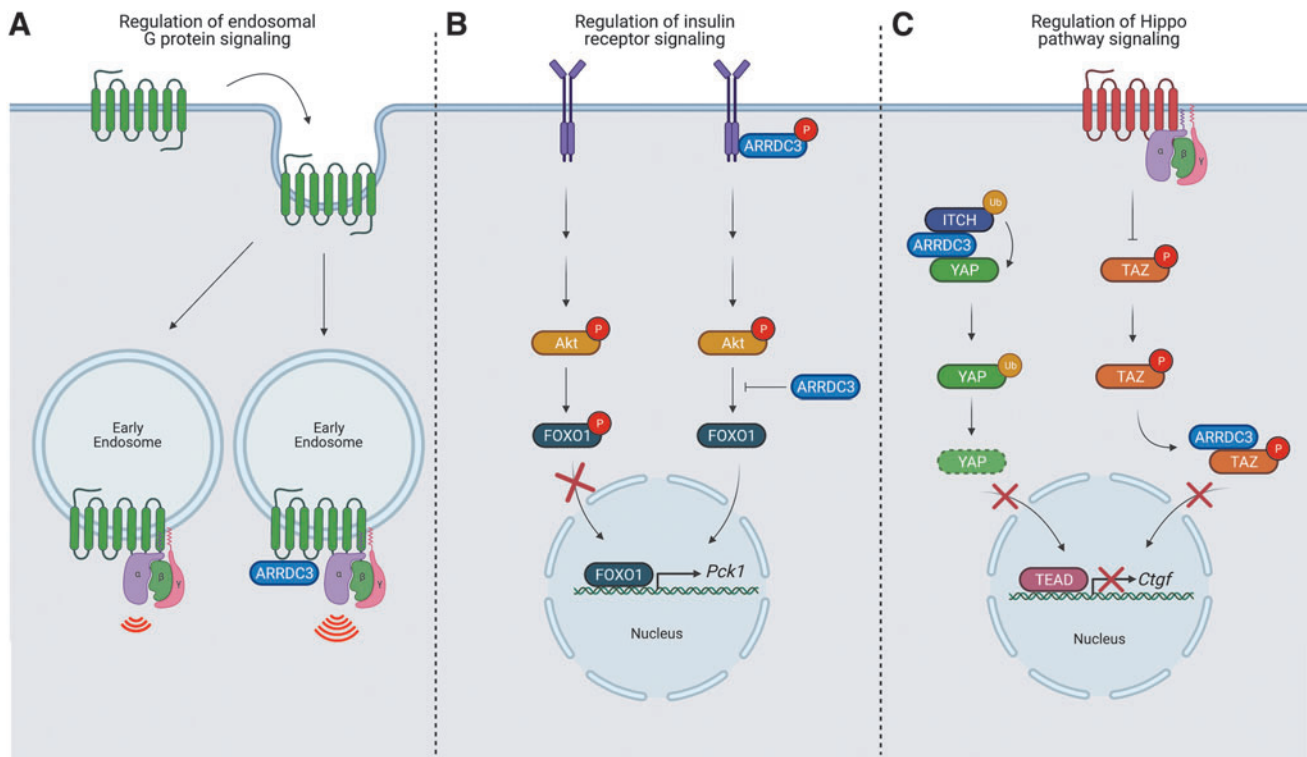 A
Regulation of endosomal
G protein signaling
Early
Endosome
Early
Endosome
α
β
γ
ARRDC3
α
β
γ
B
Regulation of insulin
receptor signaling
P
ARRDC3
P
Akt
P
Akt
ARRDC3
P
FOXO1
FOXO1
FOXO1
Pck1
Nucleus
C
Regulation of Hippo
pathway signaling
α
β
γ
Ub
ITCH
ARRDC3
YAP
P
TAZ
Ub
YAP
P
TAZ
YAP
ARRDC3
P
TAZ
TEAD
Ctgf
Nucleus